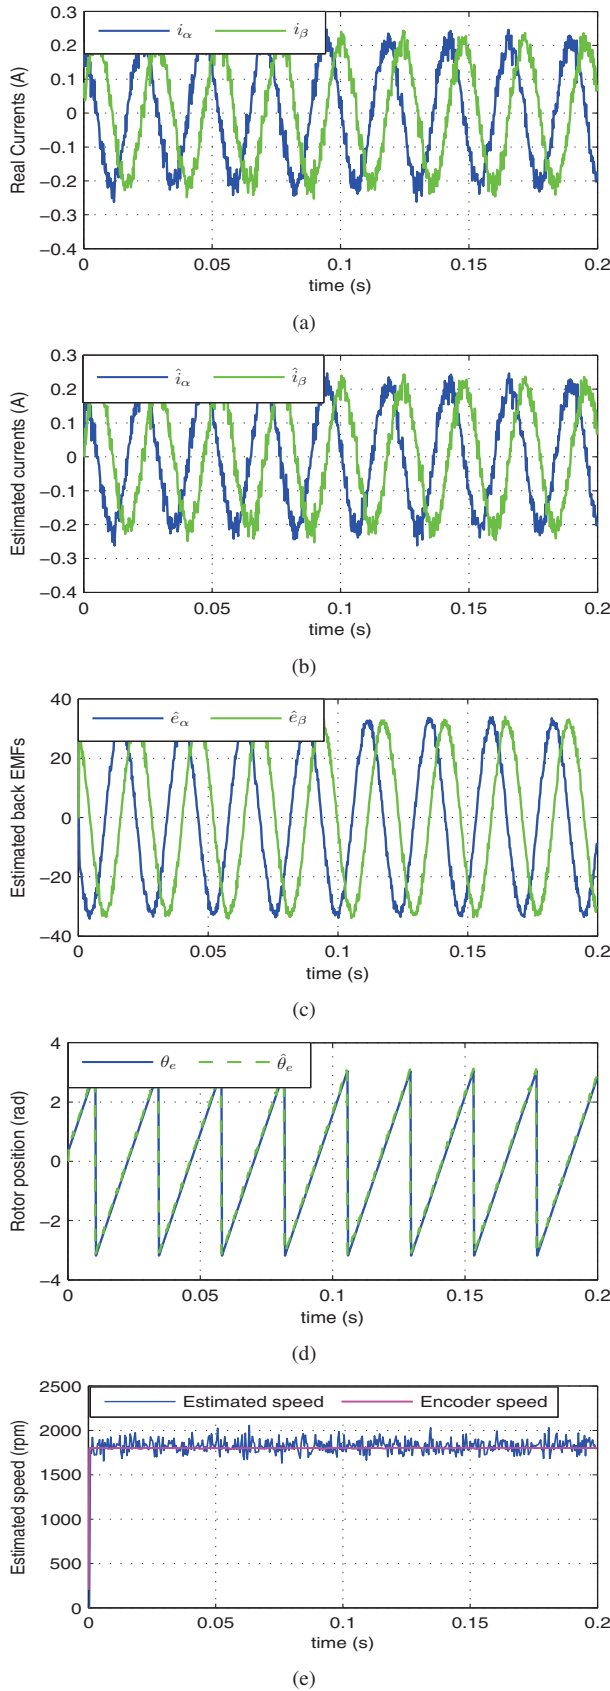 0.3
0.2
0.1
0
−0.1
−0.2
−0.3
−0.4
Real Currents (A)
iα iβ
0 0.05 0.1 0.15 0.2
time (s)
(a)
0.3
0.2
0.1
0
−0.1
−0.2
−0.3
−0.4
Estimated currents (A)
îα îβ
0 0.05 0.1 0.15 0.2
time (s)
(b)
40
20
0
−20
−40
Estimated back EMFs
êα êβ
0 0.05 0.1 0.15 0.2
time (s)
(c)
4
2
0
−2
−4
Rotor position (rad)
θe θ̂e
0 0.05 0.1 0.15 0.2
time (s)
(d)
2500
2000
1500
1000
500
0
Estimated speed (rpm)
Estimated speed Encoder speed
0 0.05 0.1 0.15 0.2
time (s)
(e)